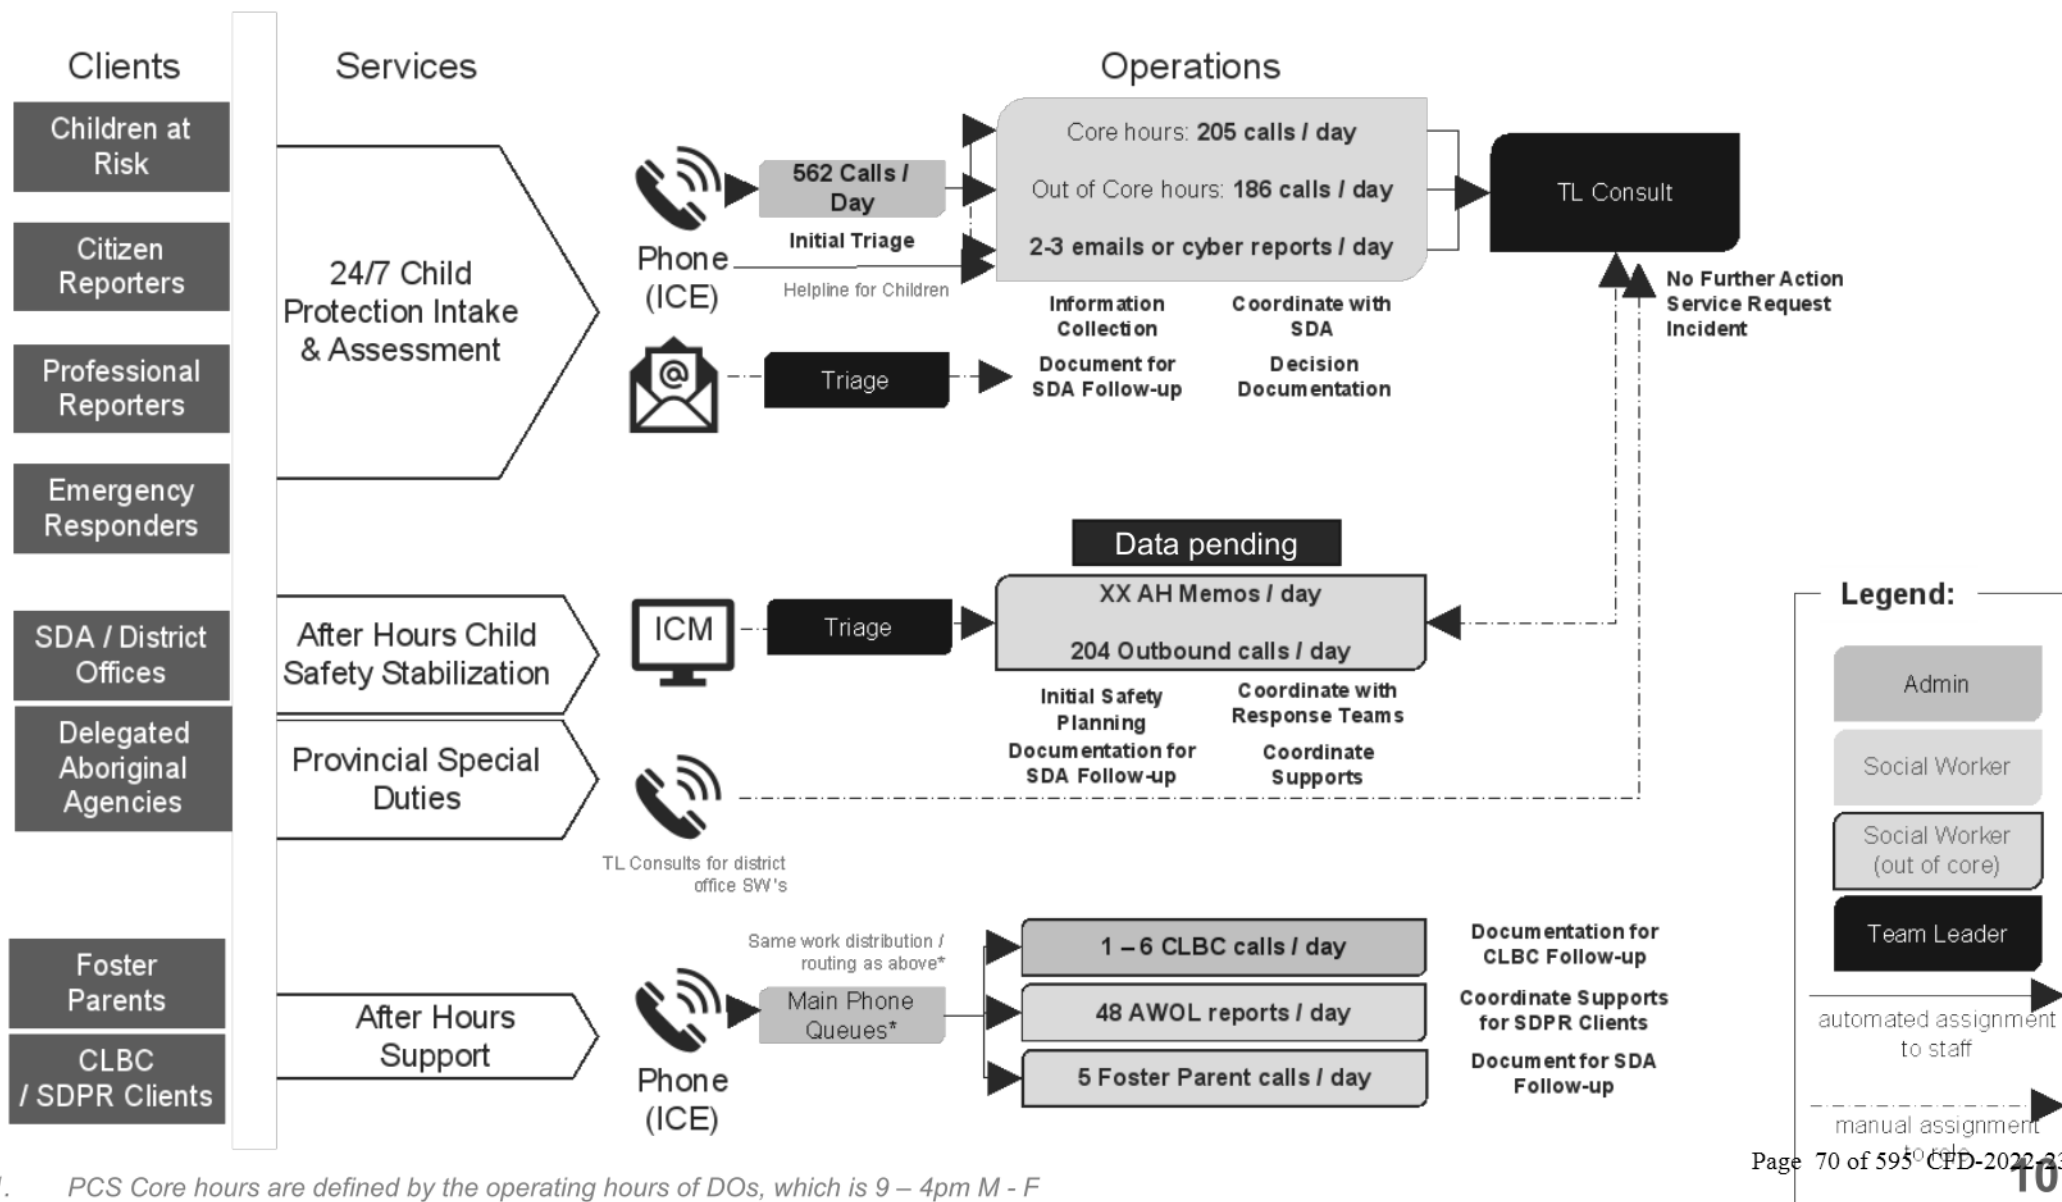 Clients
Services
Operations
Children at
Risk
Citizen
Reporters
Professional
Reporters
Emergency
Responders
SDA / District
Offices
Delegated
Aboriginal
Agencies
Foster
Parents
CLBC
/ SDPR Clients
24/7 Child
Protection Intake
& Assessment
After Hours Child
Safety Stabilization
Provincial Special
Duties
After Hours
Support
Phone
(ICE)
562 Calls /
Day
Initial Triage
Helpline for Children
@
Triage
Core hours: 205 calls / day
Out of Core hours: 186 calls / day
2-3 emails or cyber reports / day
Information
Collection
Coordinate with
SDA
Document for
SDA Follow-up
Decision
Documentation
TL Consult
No Further Action
Service Request
Incident
ICM
Triage
Data pending
XX AH Memos / day
204 Outbound calls / day
Initial Safety
Planning
Coordinate with
Response Teams
Documentation for
SDA Follow-up
Coordinate
Supports
TL Consults for district
office SW's
Phone
(ICE)
Same work distribution /
routing as above*
Main Phone
Queues*
1 – 6 CLBC calls / day
48 AWOL reports / day
5 Foster Parent calls / day
Documentation for
CLBC Follow-up
Coordinate Supports
for SDPR Clients
Document for SDA
Follow-up
Legend:
Admin
Social Worker
Social Worker
(out of core)
Team Leader
automated assignment
to staff
manual assignment
to role
Page 70 of 595 CFD-2022-23
10
PCS Core hours are defined by the operating hours of DOs, which is 9 – 4pm M - F